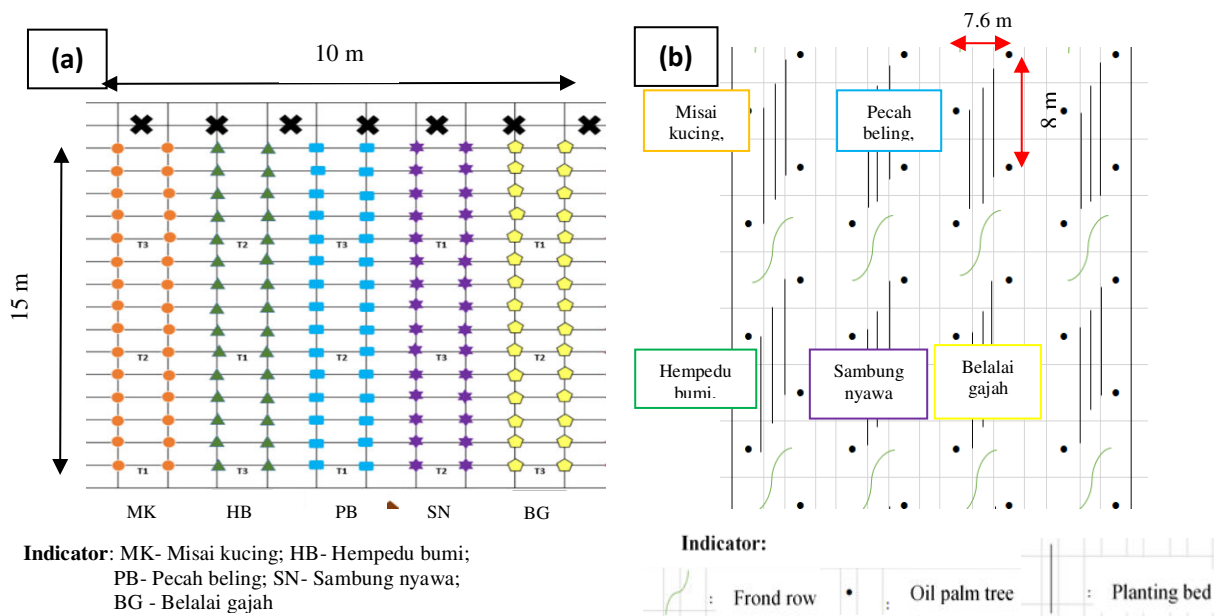 (a)
10 m
15 m
T3
T2
T3
T1
T1
T2
T1
T2
T3
T2
T1
T3
T1
T2
T3
MK
HB
PB
SN
BG
Indicator: MK- Misai kucing; HB- Hempedu bumi;
PB- Pecah beling; SN- Sambung nyawa;
BG - Belalai gajah
(b)
7.6 m
8 m
Misai
kucing,
Pecah
beling,
Hempedu
bumi.
Sambung
nyawa
Belalai
gajah
Indicator:
: Frond row
: Oil palm tree
: Planting bed